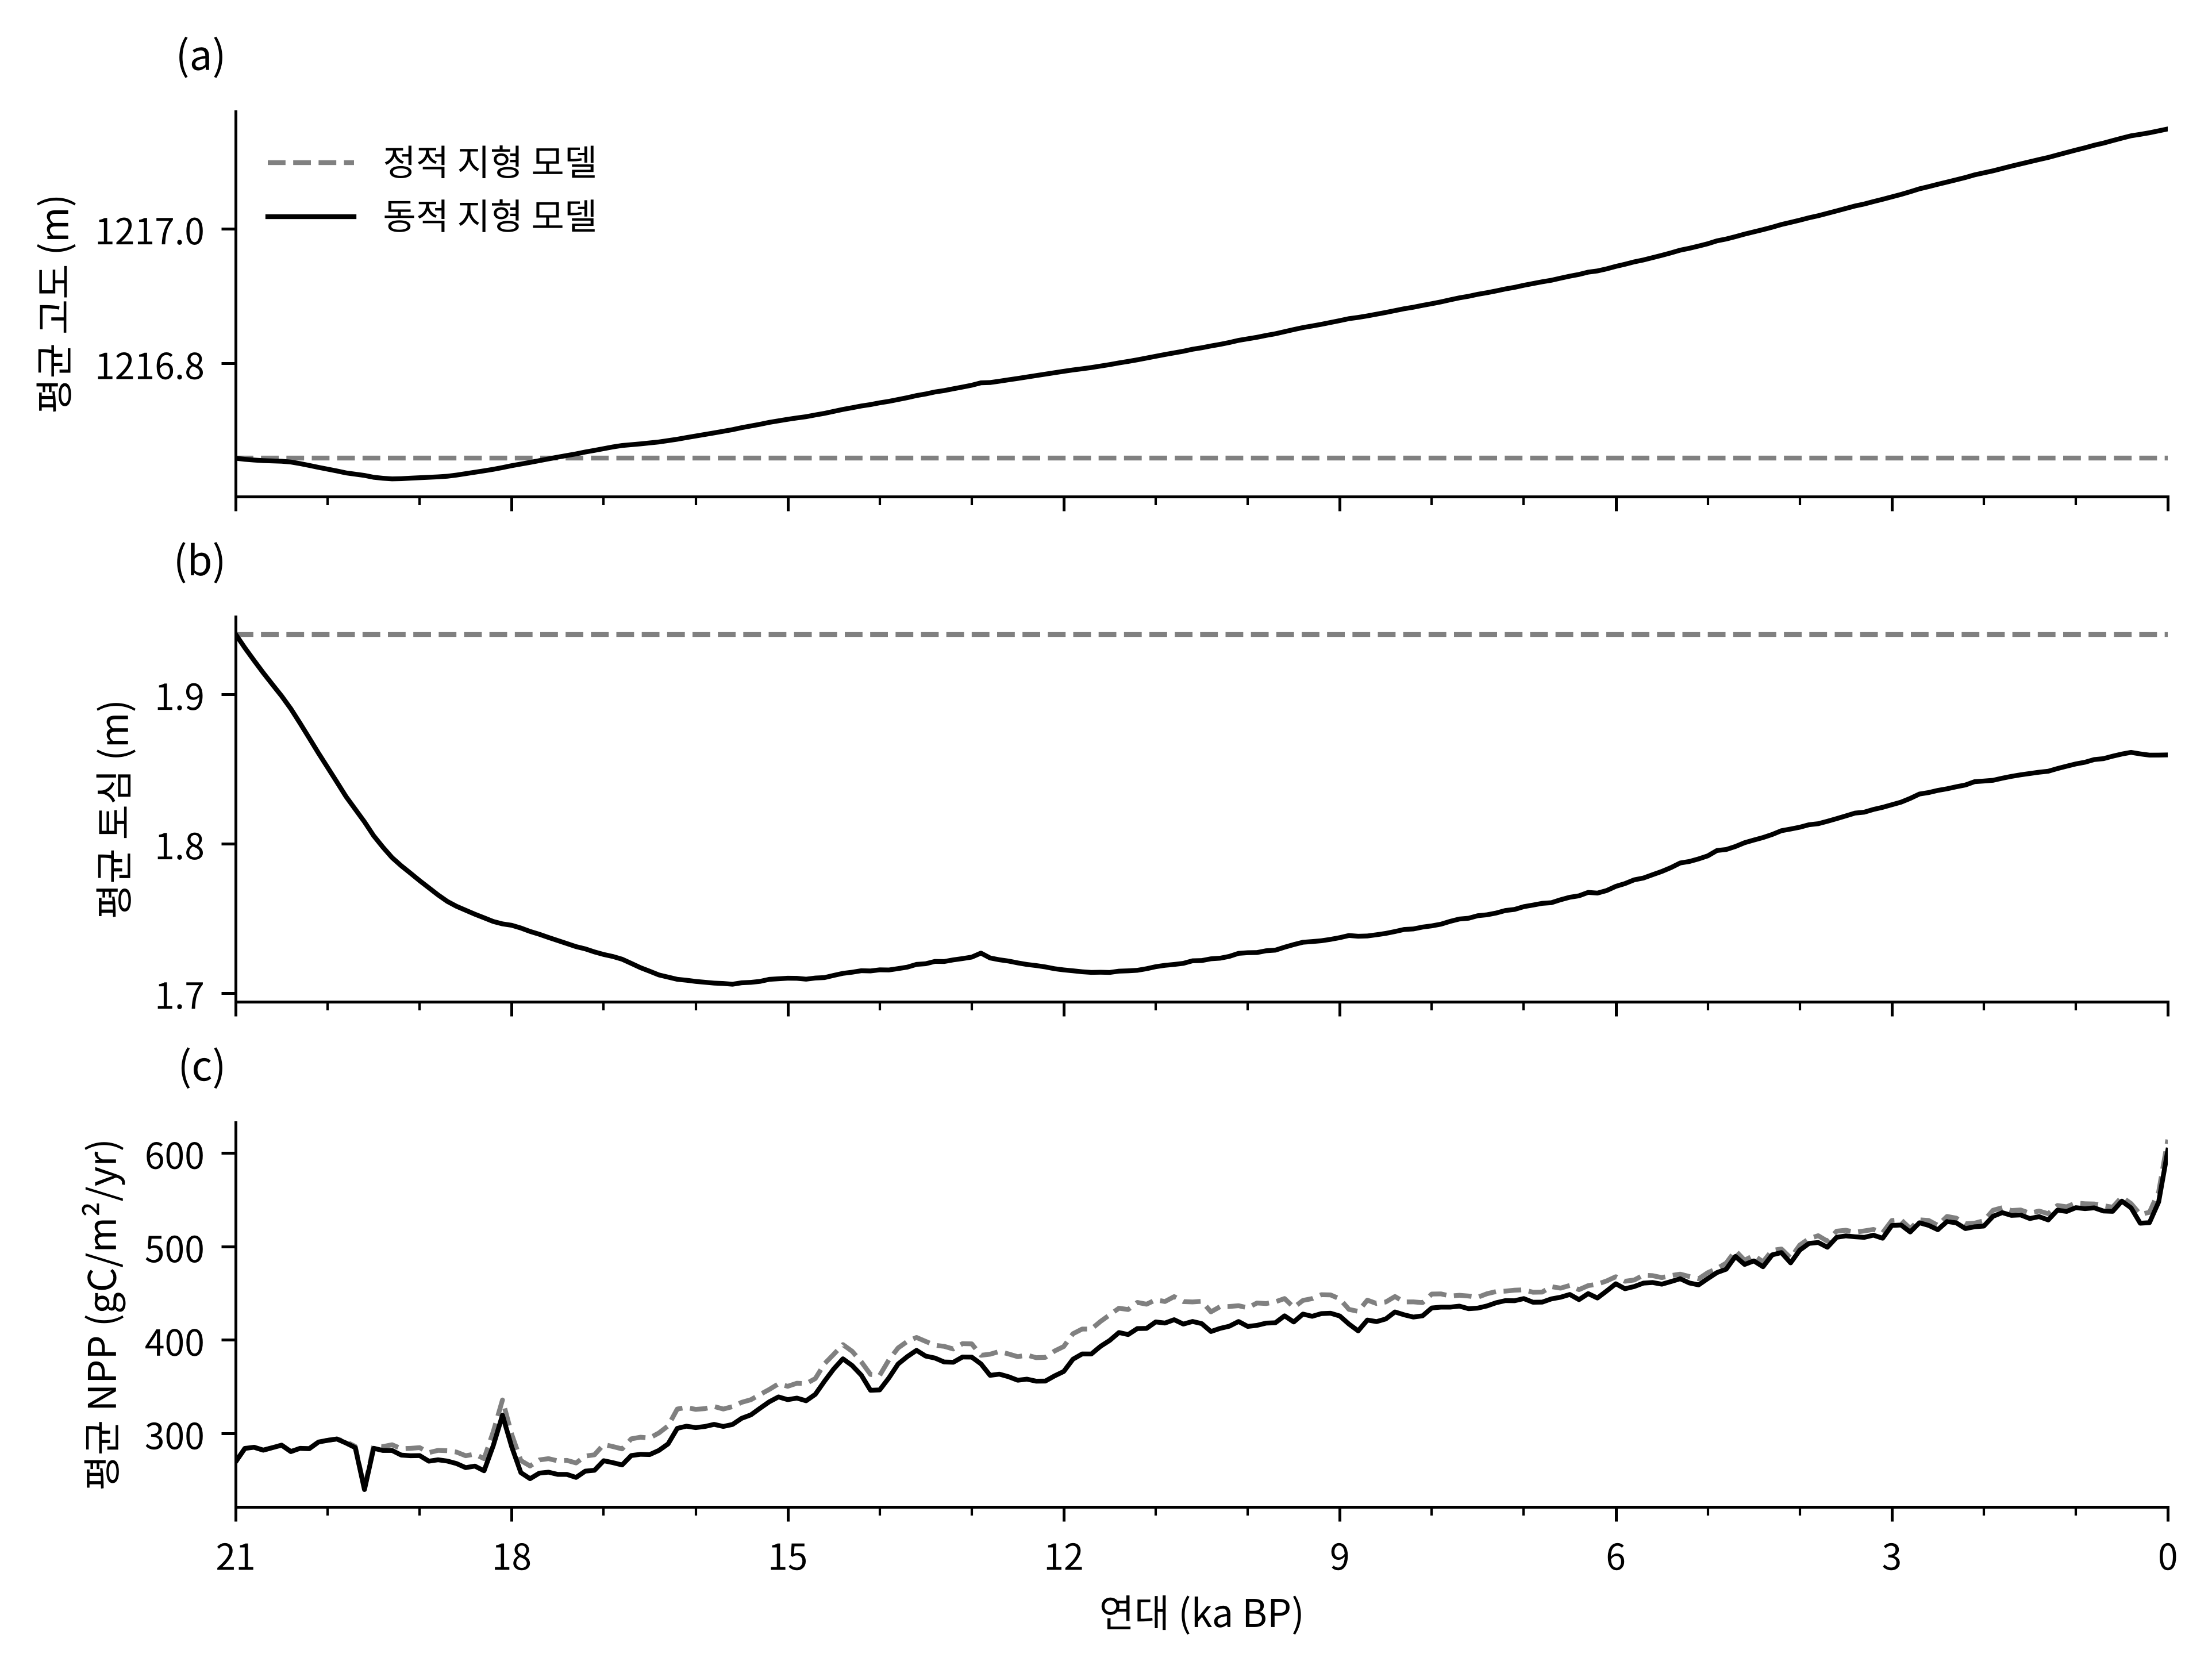 (a)
정적 지형 모델
동적 지형 모델
평균 고도 (m)
1217.0
1216.8
(b)
평균 토심 (m)
1.9
1.8
1.7
(c)
평균 NPP (gC/m²/yr)
600
500
400
300
21 18 15 12 9 6 3 0
연대 (ka BP)